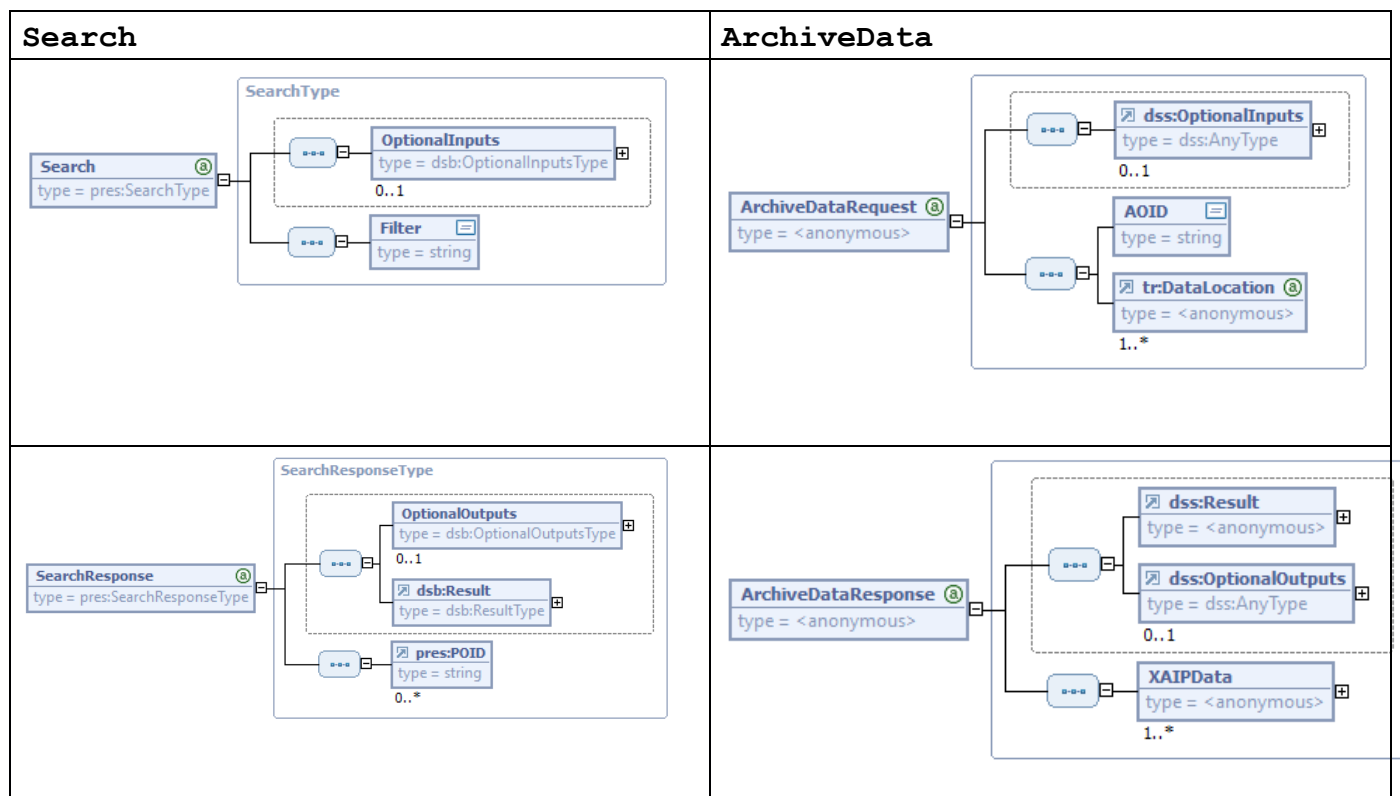 Search
ArchiveData
SearchType
OptionalInputs
type = dsb:OptionalInputsType
0..1
Search
type = pres:SearchType
Filter
type = string
dss:OptionalInputs
type = dss:AnyType
0..1
ArchiveDataRequest
type = <anonymous>
AOID
type = string
tr:DataLocation
type = <anonymous>
1..*
SearchResponseType
OptionalOutputs
type = dsb:OptionalOutputsType
0..1
SearchResponse
type = pres:SearchResponseType
dsb:Result
type = dsb:ResultType
pres:POID
type = string
0..*
dss:Result
type = <anonymous>
dss:OptionalOutputs
type = dss:AnyType
0..1
ArchiveDataResponse
type = <anonymous>
XAIPData
type = <anonymous>
1..*